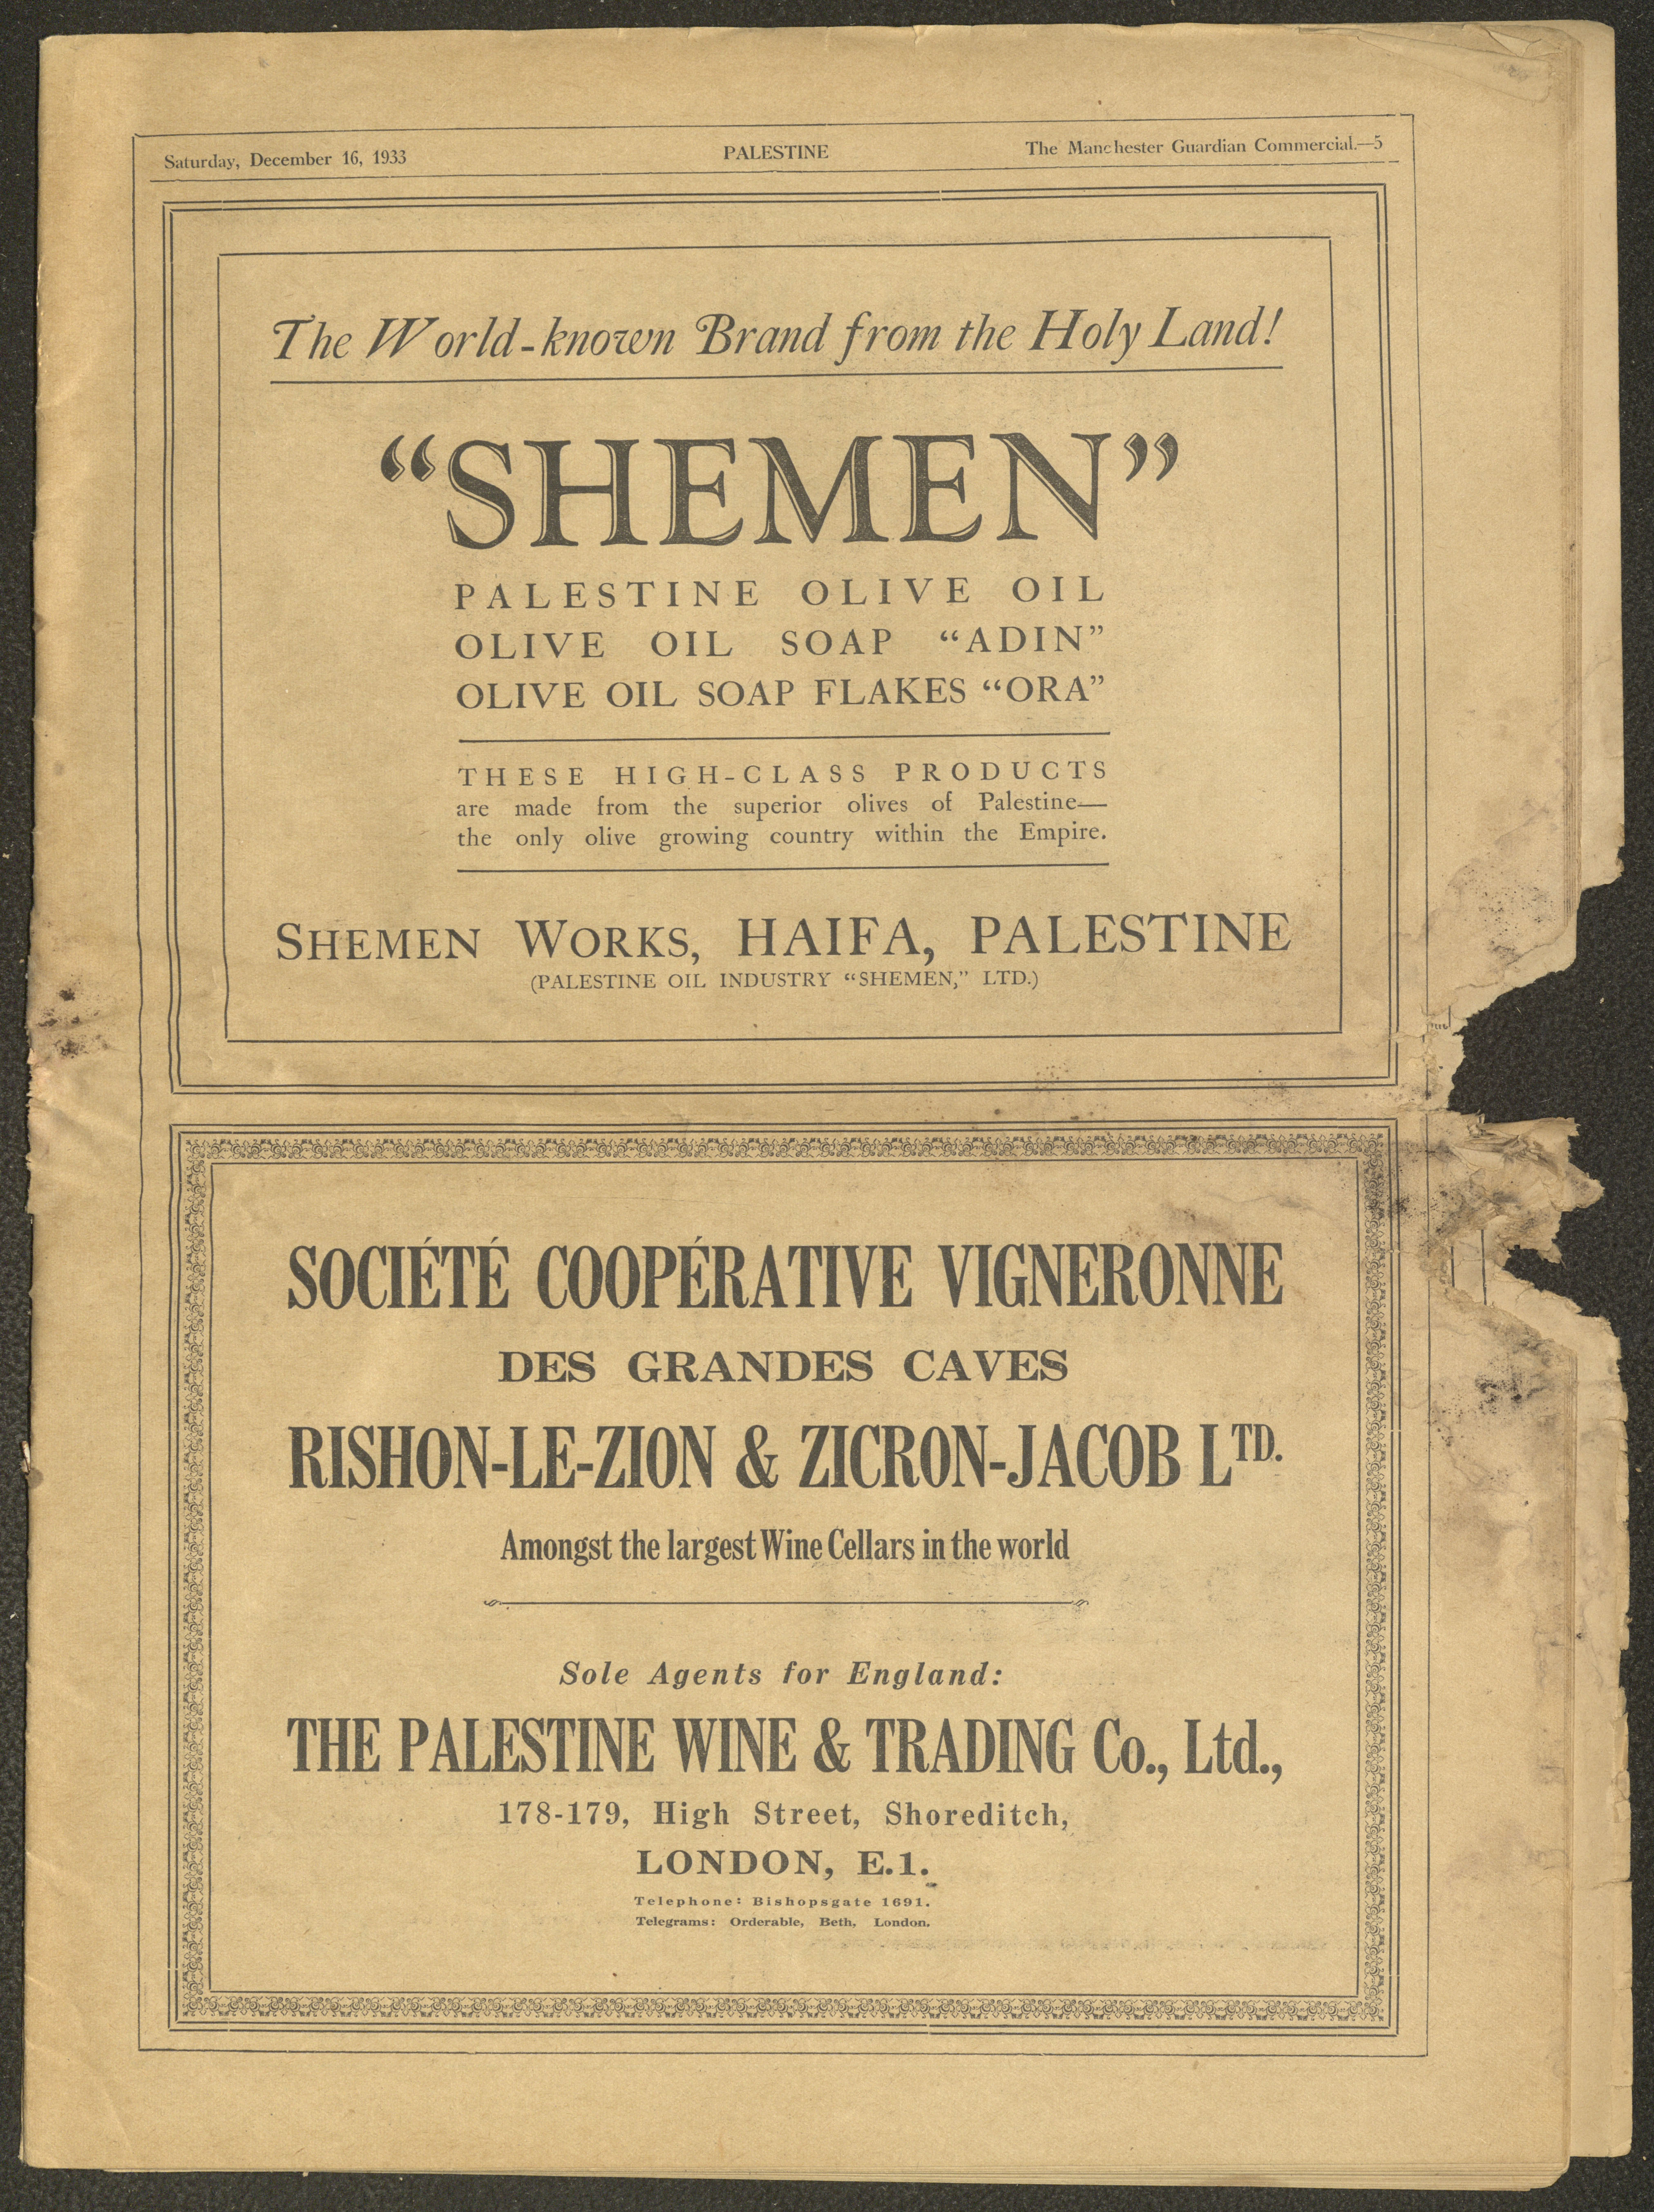 Saturday, December 16, 1933 PALESTINE The Manchester Guardian Commercial.—5
The World-known Brand from the Holy Land!
“SHEMEN”
PALESTINE OLIVE OIL
OLIVE OIL SOAP “ADIN”
OLIVE OIL SOAP FLAKES “ORA”
THESE HIGH-CLASS PRODUCTS
are made from the superior olives of Palestine—
the only olive growing country within the Empire.
SHEMEN WORKS, HAIFA, PALESTINE
(PALESTINE OIL INDUSTRY “SHEMEN,” LTD.)
SOCIÉTÉ COOPÉRATIVE VIGNERONNE
DES GRANDES CAVES
RISHON-LE-ZION & ZICRON-JACOB LTD.
Amongst the largest Wine Cellars in the world
Sole Agents for England:
THE PALESTINE WINE & TRADING Co., Ltd.,
178-179, High Street, Shoreditch,
LONDON, E.1.
Telephone: Bishopsgate 1691.
Telegrams: Orderable, Beth, London.